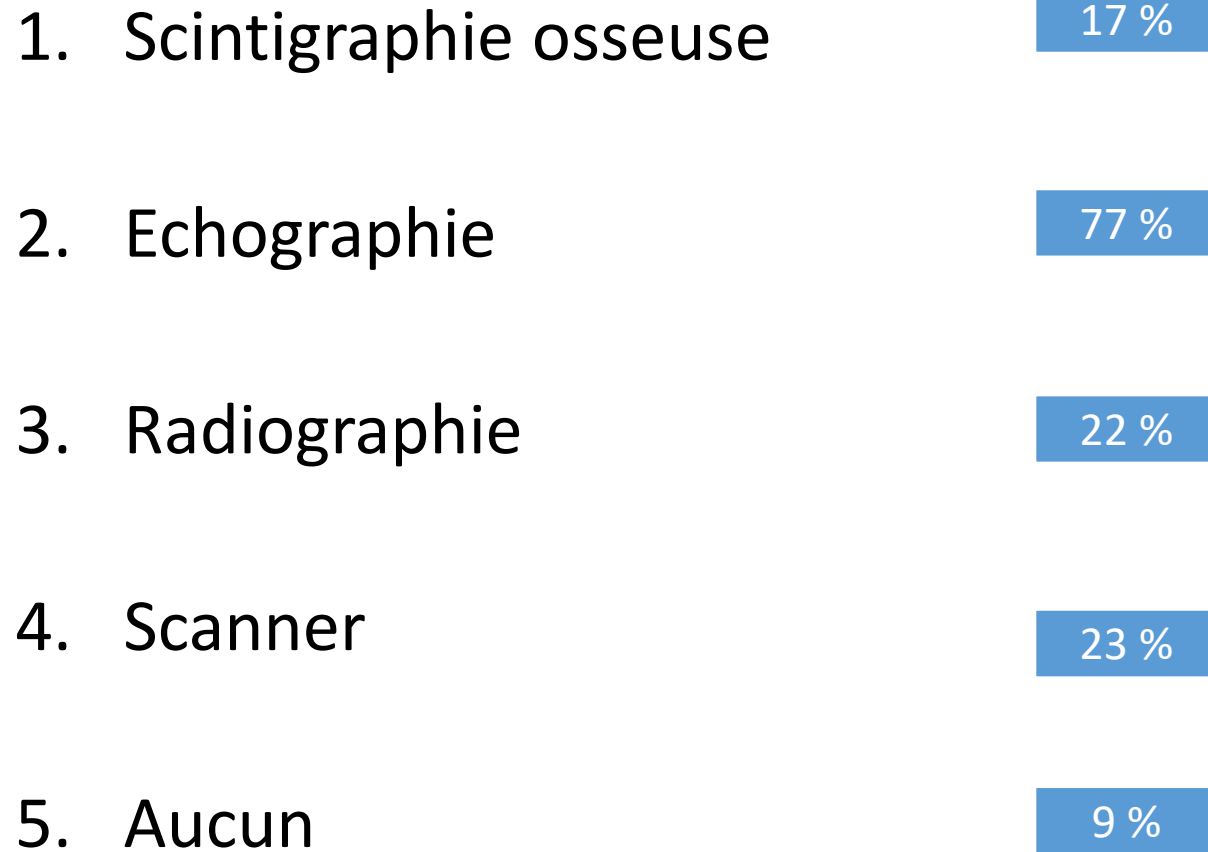 1. Scintigraphie osseuse 17 %
2. Echographie 77 %
3. Radiographie 22 %
4. Scanner 23 %
5. Aucun 9 %